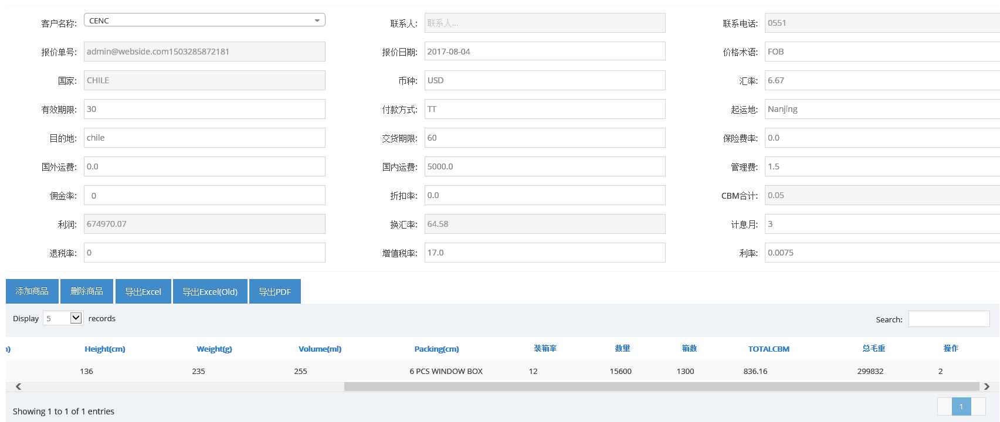 客户名称: CENC 联系人: 联系人... 联系电话: 0551
报价单号: admin@webside.com1503285872181 报价日期: 2017-08-04 价格术语: FOB
国家: CHILE 币种: USD 汇率: 6.67
有效期限: 30 付款方式: TT 起运地: Nanjing
目的地: chile 交货期限: 60 保险费率: 0.0
国外运费: 0.0 国内运费: 5000.0 管理费: 1.5
佣金率: 0 折扣率: 0.0 CBM合计: 0.05
利润: 674970.07 换汇率: 64.58 计息月: 3
退税率: 0 增值税率: 17.0 利率: 0.0075
添加商品 删除商品 导出Excel 导出Excel(Old) 导出PDF
Display 5 records Search:
) Height(cm) Weight(g) Volume(ml) Packing(cm) 装箱率 数量 箱数 TOTALCBM 总毛重 操作
136 235 255 6 PCS WINDOW BOX 12 15600 1300 836.16 299832 2
Showing 1 to 1 of 1 entries 1